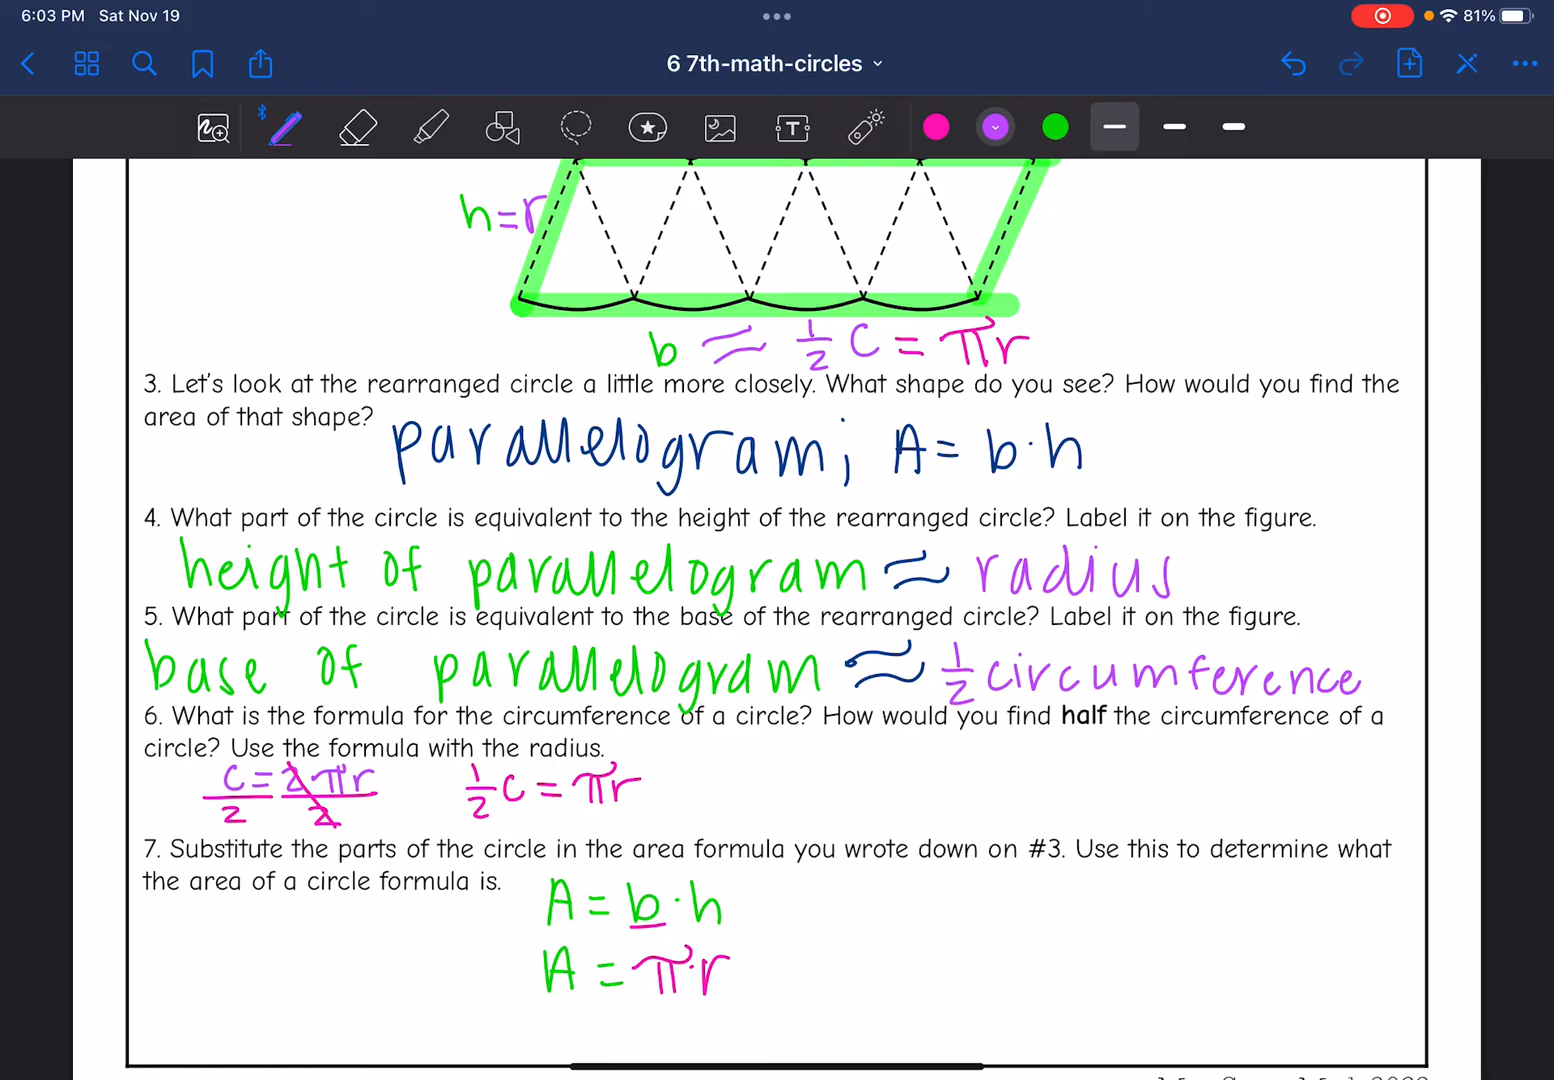 6:03 PM Sat Nov 19
81%
6 7th-math-circles
T
h=r
b ≈ 1/2 C = πr
3. Let's look at the rearranged circle a little more closely. What shape do you see? How would you find the
area of that shape?
parallelogram; A= b·h
4. What part of the circle is equivalent to the height of the rearranged circle? Label it on the figure.
height of parallelogram ≈ radius
5. What part of the circle is equivalent to the base of the rearranged circle? Label it on the figure.
base of parallelogram ≈ 1/2 circumference
6. What is the formula for the circumference of a circle? How would you find half the circumference of a
circle? Use the formula with the radius.
C/2 = 2πr/2 1/2 C = πr
7. Substitute the parts of the circle in the area formula you wrote down on #3. Use this to determine what
the area of a circle formula is.
A = b·h
A = π·r